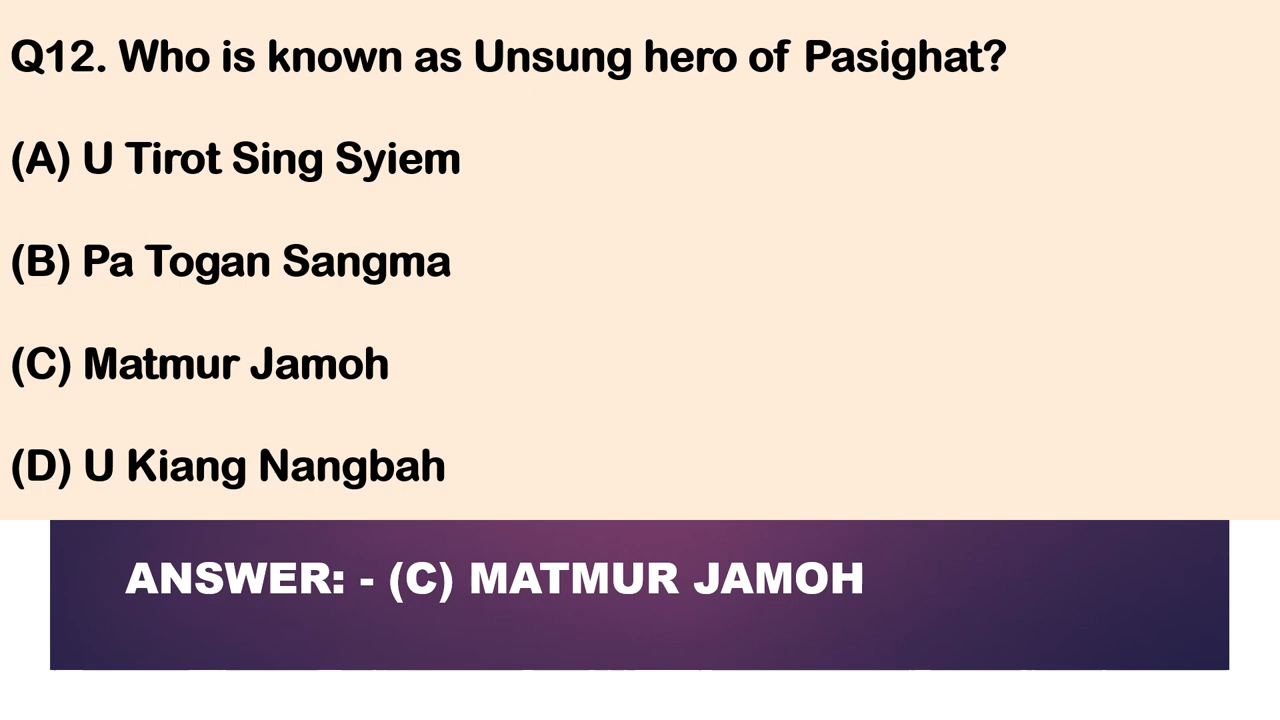 Q12. Who is known as Unsung hero of Pasighat?
(A) U Tirot Sing Syiem
(B) Pa Togan Sangma
(C) Matmur Jamoh
(D) U Kiang Nangbah
ANSWER: - (C) MATMUR JAMOH